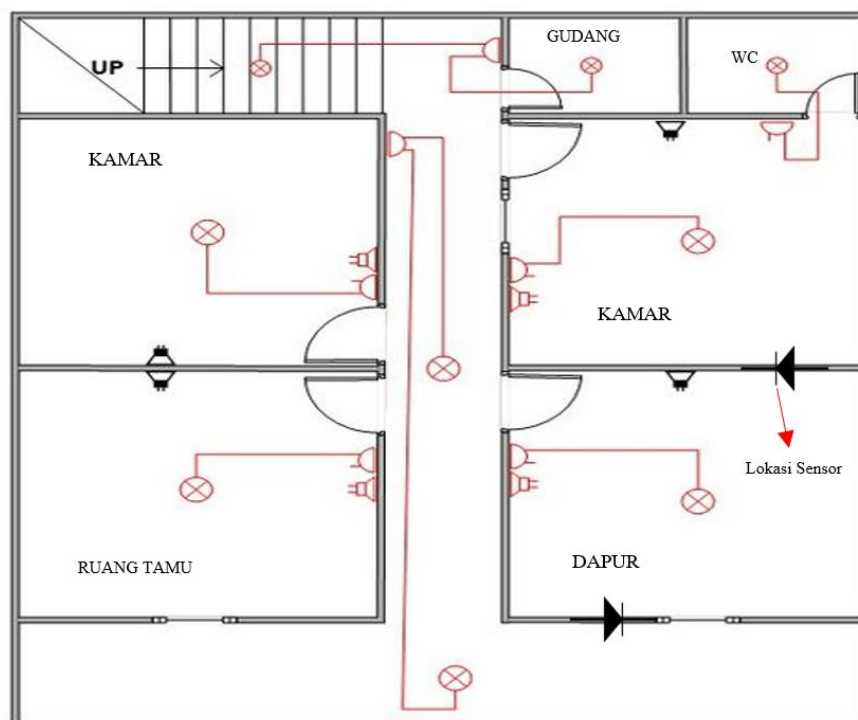 GUDANG
WC
UP
KAMAR
KAMAR
Lokasi Sensor
RUANG TAMU
DAPUR